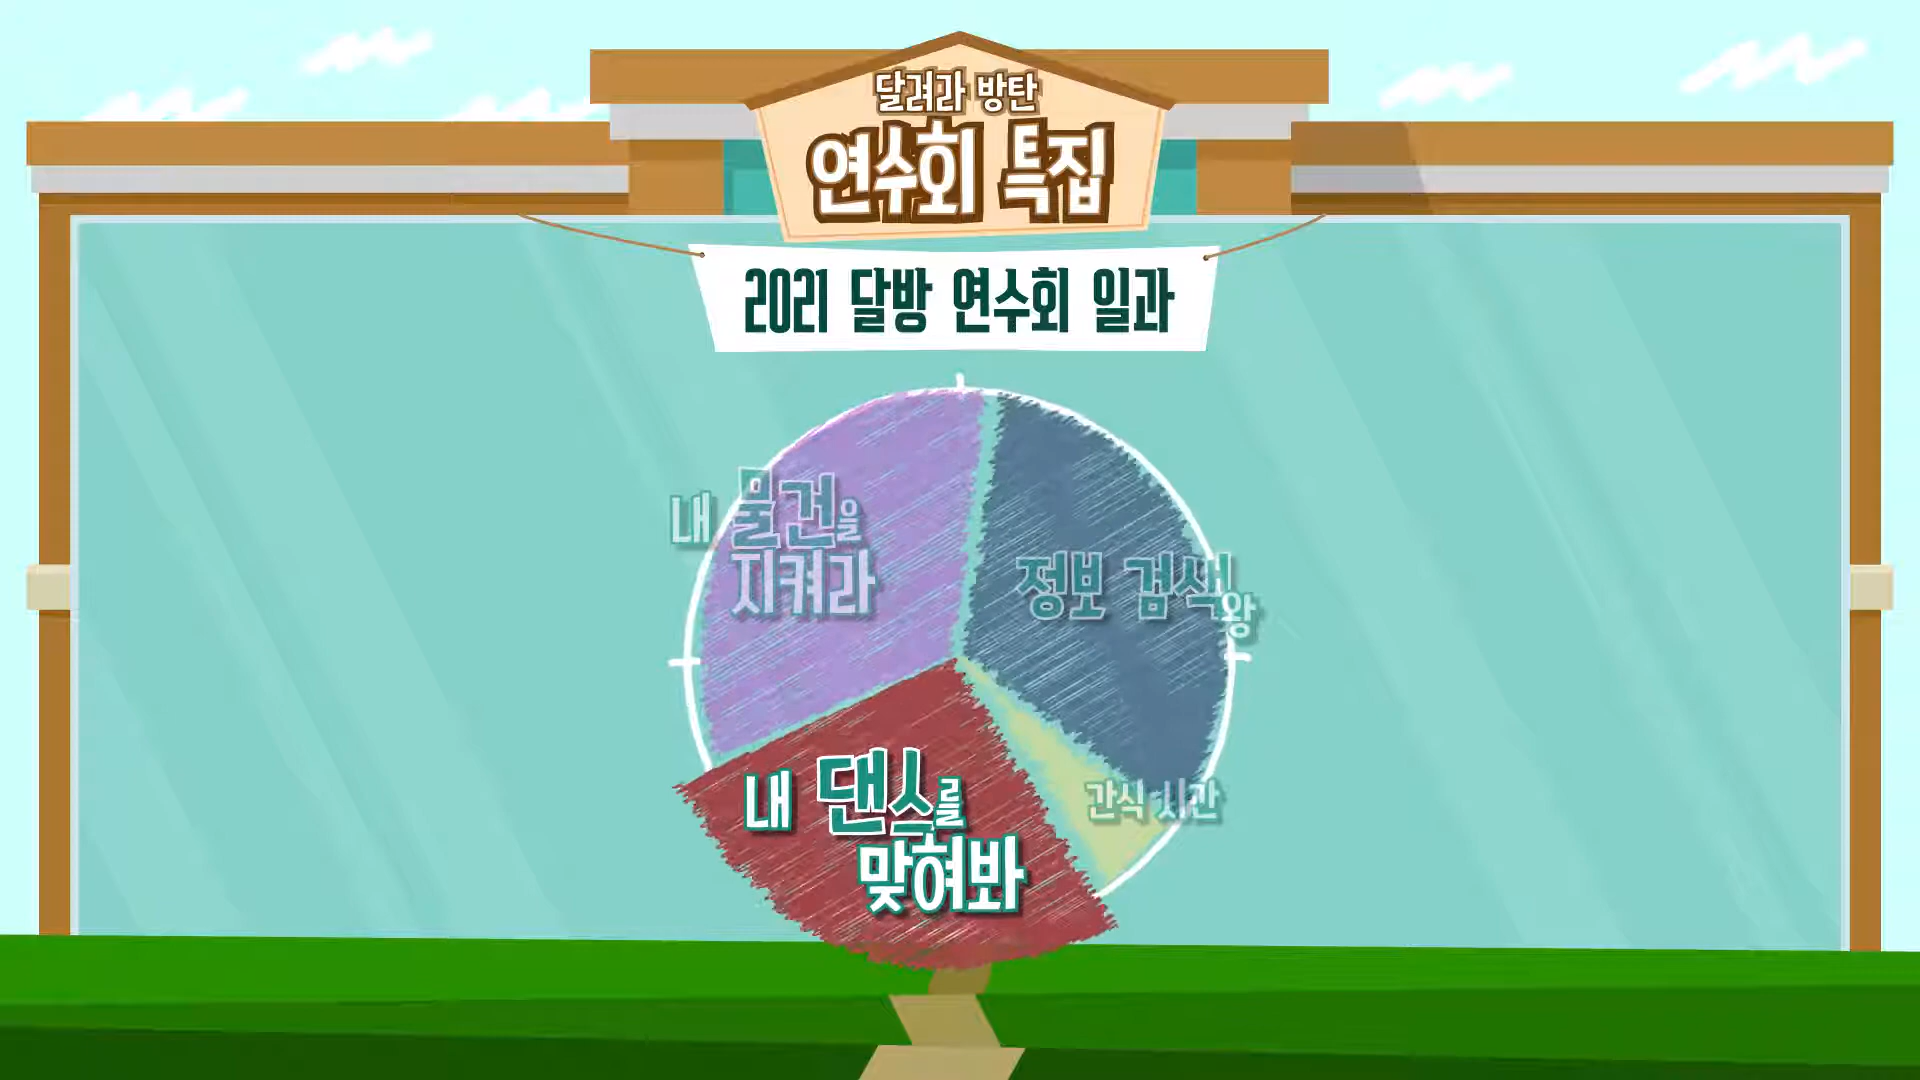 달려라 방탄
연수회 특집
2021 달방 연수회 일과
내 물건을
지켜라
정보 검색왕
내 댄스를
맞혀봐
간식 시간